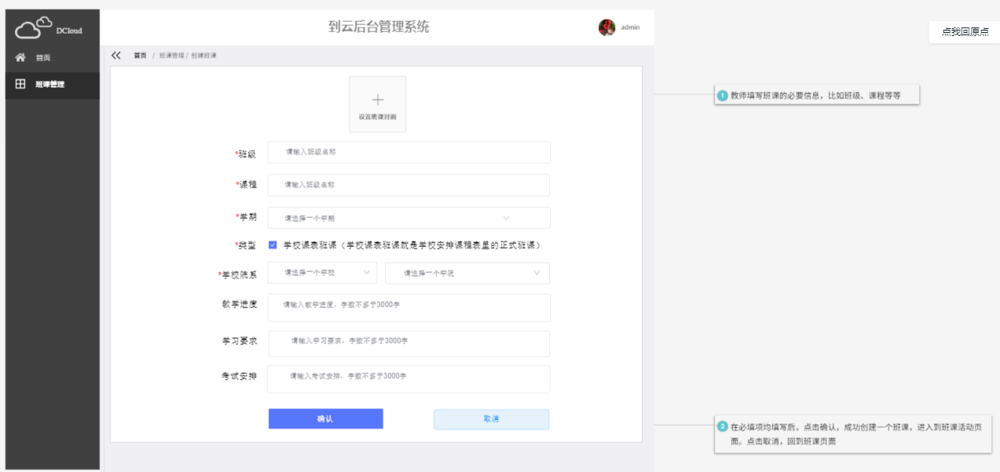 DCloud
到云后台管理系统
admin
点我回原点
首页
首页 / 班课管理 / 创建班课
班课管理
设置班课封面
1 教师填写班课的必要信息，比如班级、课程等等
*班级 请输入班级名称
*课程 请输入班级名称
*学期 请选择一个学期
*类型 学校课表班课（学校课表班课就是学校安排课程表里的正式班课）
*学校院系 请选择一个学校 请选择一个学院
教学进度 请输入教学进度，字数不多于3000字
学习要求 请输入学习要求，字数不多于3000字
考试安排 请输入考试安排，字数不多于3000字
确认 取消
2 在必填项均填写后，点击确认，成功创建一个班课，进入到班课活动页
面。点击取消，回到班课页面